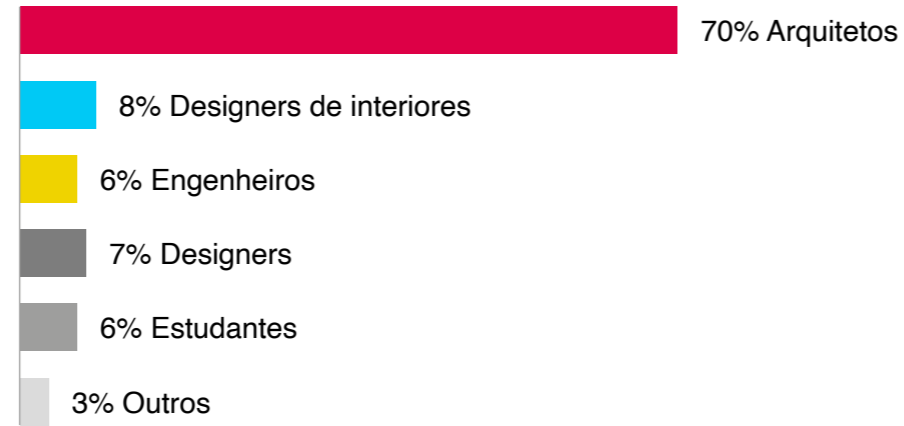 70% Arquitetos
8% Designers de interiores
6% Engenheiros
7% Designers
6% Estudantes
3% Outros